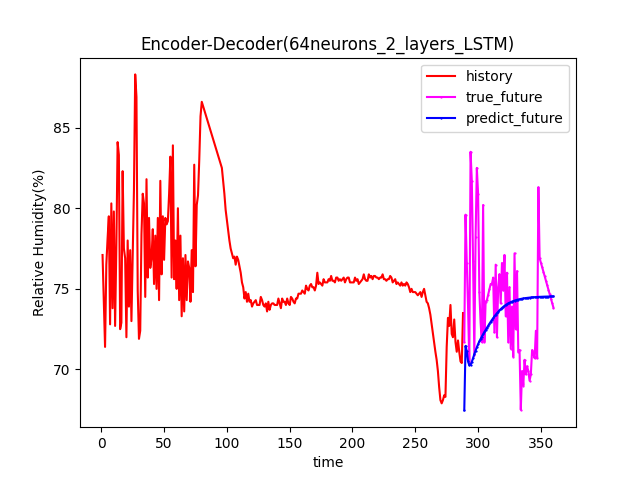 Encoder-Decoder(64neurons_2_layers_LSTM)
history
true_future
predict_future
Relative Humidity(%)
85
80
75
70
0 50 100 150 200 250 300 350
time